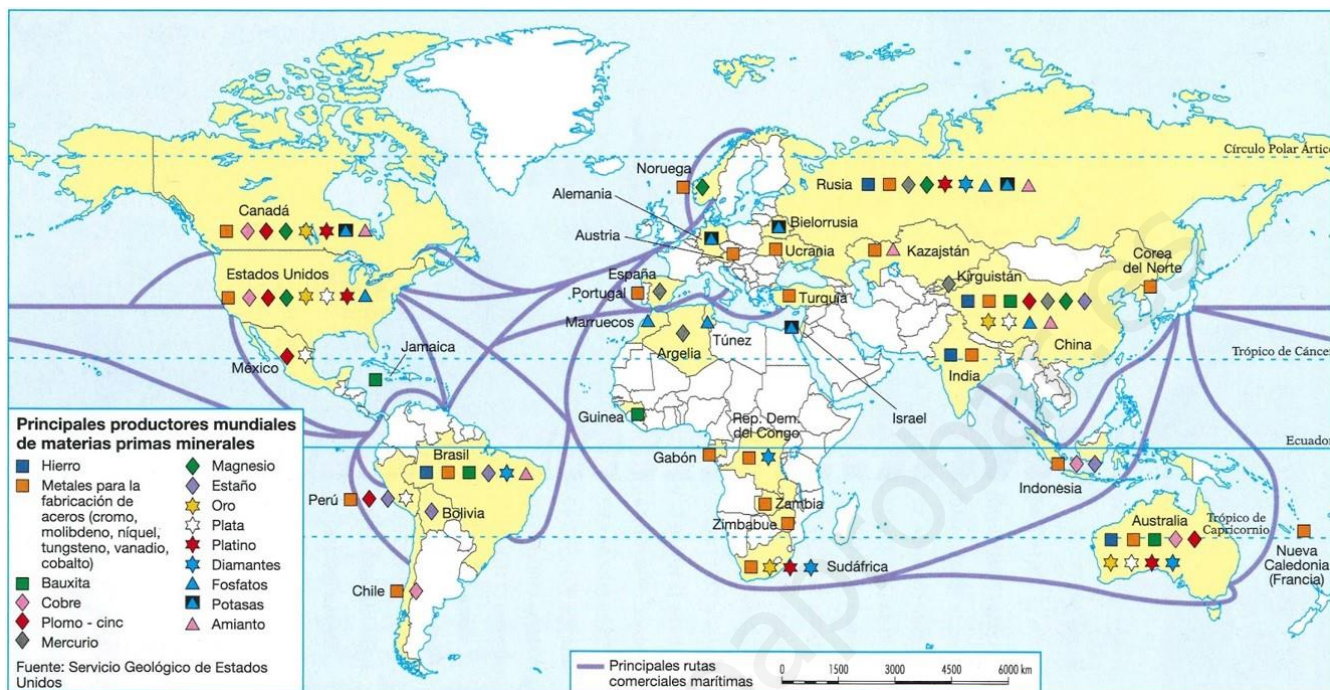 Círculo Polar Ártico
Noruega
Alemania
Rusia
Canadá
Bielorrusia
Austria
Ucrania
Kazajstán
Corea
del Norte
Estados Unidos
España
Kirguistán
Portugal
Turquía
Marruecos
Túnez
Argelia
China
Jamaica
México
Trópico de Cáncer
India
Israel
Guinea
Rep. Dem.
del Congo
Ecuador
Brasil
Gabón
Indonesia
Perú
Bolivia
Zambia
Zimbabue
Australia
Trópico de
Capricornio
Nueva
Caledonia
(Francia)
Sudáfrica
Chile
Principales productores mundiales
de materias primas minerales
Hierro
Metales para la
fabricación de
aceros (cromo,
molibdeno, níquel,
tungsteno, vanadio,
cobalto)
Bauxita
Cobre
Plomo - cinc
Mercurio
Magnesio
Estaño
Oro
Plata
Platino
Diamantes
Fosfatos
Potasas
Amianto
Fuente: Servicio Geológico de Estados
Unidos
Principales rutas
comerciales marítimas
0 1500 3000 4500 6000 km